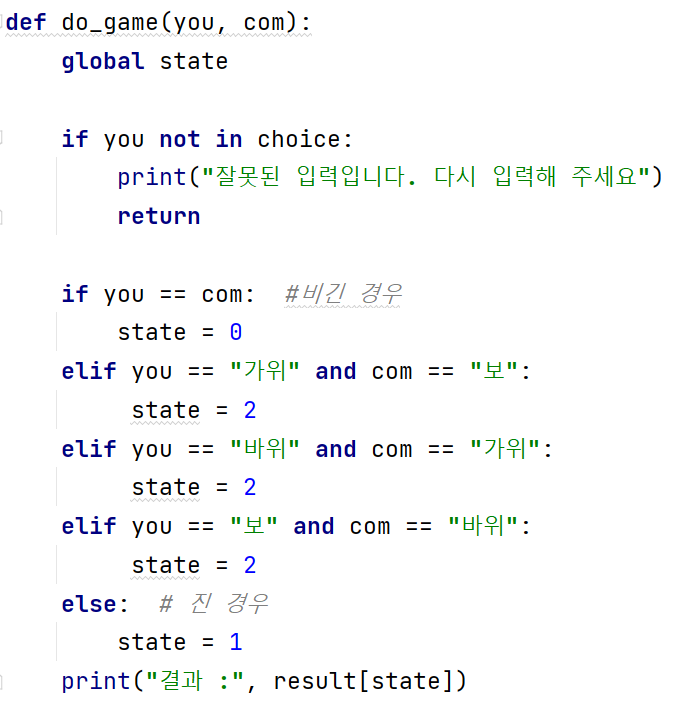 def do_game(you, com):
    global state

    if you not in choice:
        print("잘못된 입력입니다. 다시 입력해 주세요")
        return

    if you == com:  #비긴 경우
        state = 0
    elif you == "가위" and com == "보":
         state = 2
    elif you == "바위" and com == "가위":
         state = 2
    elif you == "보" and com == "바위":
         state = 2
    else:  # 진 경우
        state = 1
    print("결과 :", result[state])